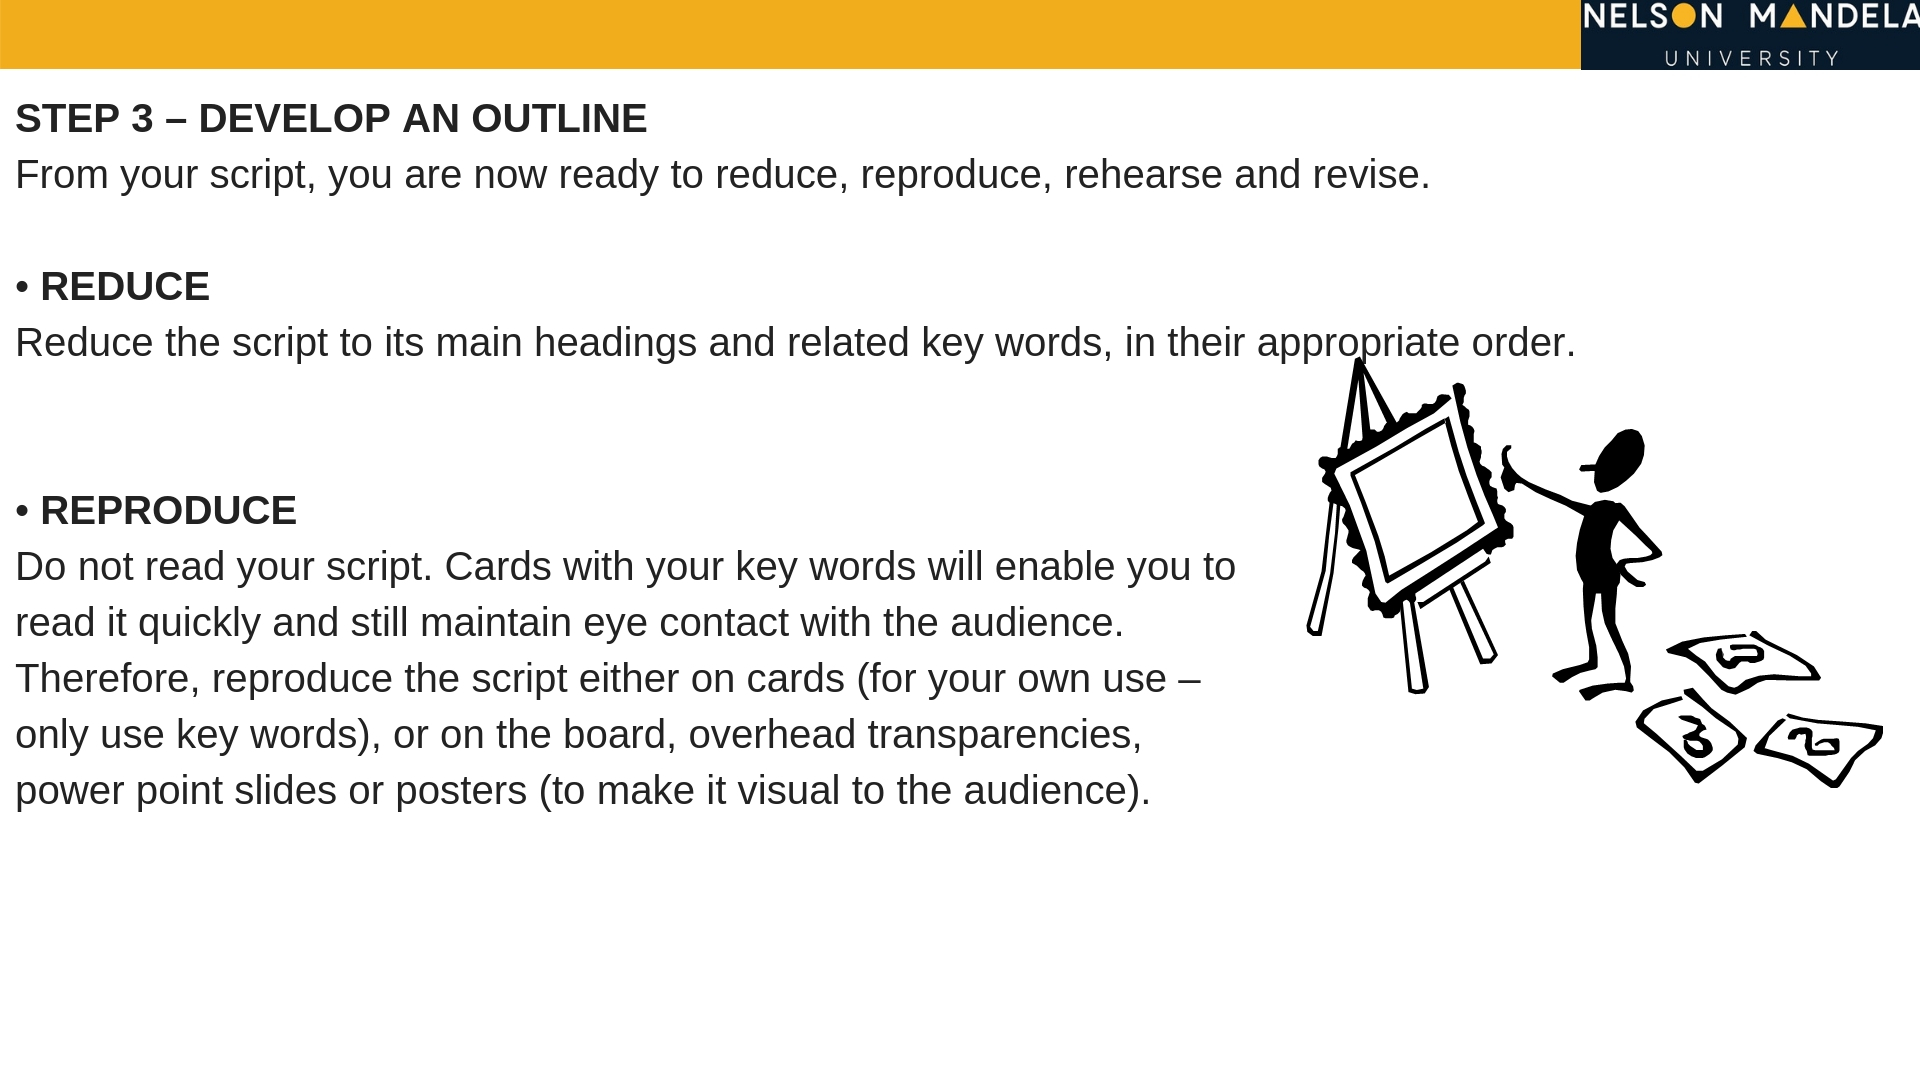 NELSON MANDELA
UNIVERSITY
STEP 3 – DEVELOP AN OUTLINE
From your script, you are now ready to reduce, reproduce, rehearse and revise.
• REDUCE
Reduce the script to its main headings and related key words, in their appropriate order.
• REPRODUCE
Do not read your script. Cards with your key words will enable you to
read it quickly and still maintain eye contact with the audience.
Therefore, reproduce the script either on cards (for your own use –
only use key words), or on the board, overhead transparencies,
power point slides or posters (to make it visual to the audience).
3
2